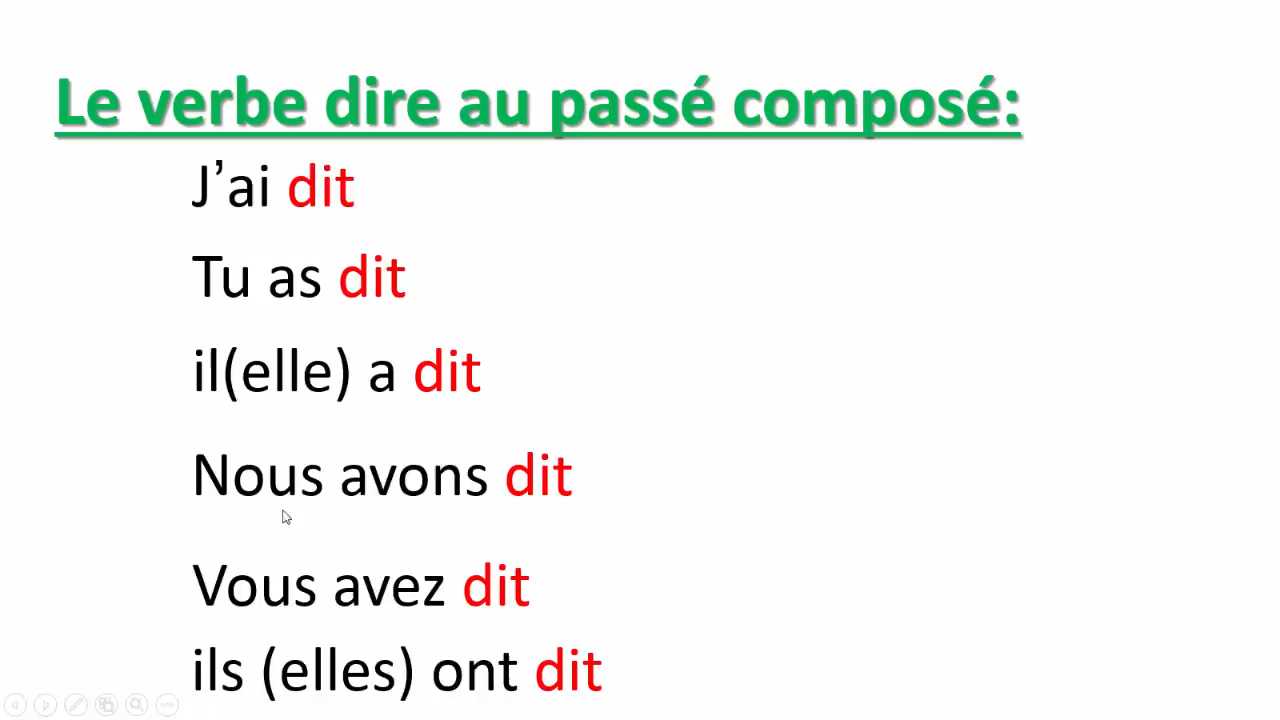 Le verbe dire au passé composé:
J’ai dit
Tu as dit
il(elle) a dit
Nous avons dit
Vous avez dit
ils (elles) ont dit